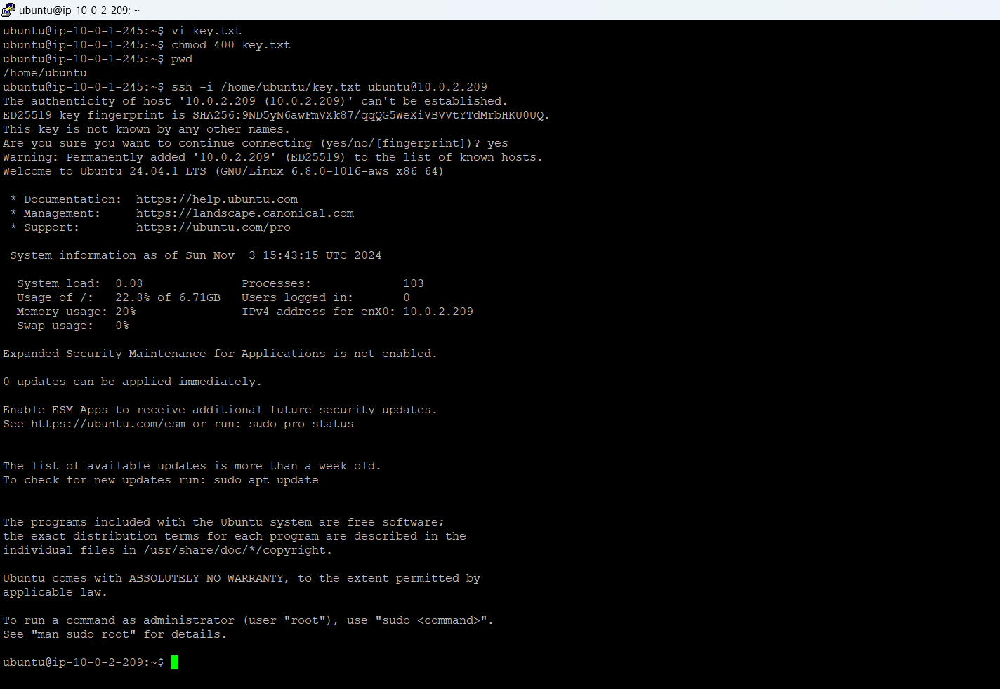 ubuntu@ip-10-0-2-209: ~
ubuntu@ip-10-0-1-245:~$ vi key.txt
ubuntu@ip-10-0-1-245:~$ chmod 400 key.txt
ubuntu@ip-10-0-1-245:~$ pwd
/home/ubuntu
ubuntu@ip-10-0-1-245:~$ ssh -i /home/ubuntu/key.txt ubuntu@10.0.2.209
The authenticity of host '10.0.2.209 (10.0.2.209)' can't be established.
ED25519 key fingerprint is SHA256:9ND5yN6awFmVXk87/qqQG5WeXiVBVVtYTdMrbHKU0UQ.
This key is not known by any other names.
Are you sure you want to continue connecting (yes/no/[fingerprint])? yes
Warning: Permanently added '10.0.2.209' (ED25519) to the list of known hosts.
Welcome to Ubuntu 24.04.1 LTS (GNU/Linux 6.8.0-1016-aws x86_64)

 * Documentation:  https://help.ubuntu.com
 * Management:     https://landscape.canonical.com
 * Support:        https://ubuntu.com/pro

 System information as of Sun Nov  3 15:43:15 UTC 2024

  System load:  0.08              Processes:             103
  Usage of /:   22.8% of 6.71GB   Users logged in:       0
  Memory usage: 20%               IPv4 address for enX0: 10.0.2.209
  Swap usage:   0%

Expanded Security Maintenance for Applications is not enabled.

0 updates can be applied immediately.

Enable ESM Apps to receive additional future security updates.
See https://ubuntu.com/esm or run: sudo pro status


The list of available updates is more than a week old.
To check for new updates run: sudo apt update


The programs included with the Ubuntu system are free software;
the exact distribution terms for each program are described in the
individual files in /usr/share/doc/*/copyright.

Ubuntu comes with ABSOLUTELY NO WARRANTY, to the extent permitted by
applicable law.

To run a command as administrator (user "root"), use "sudo <command>".
See "man sudo_root" for details.

ubuntu@ip-10-0-2-209:~$